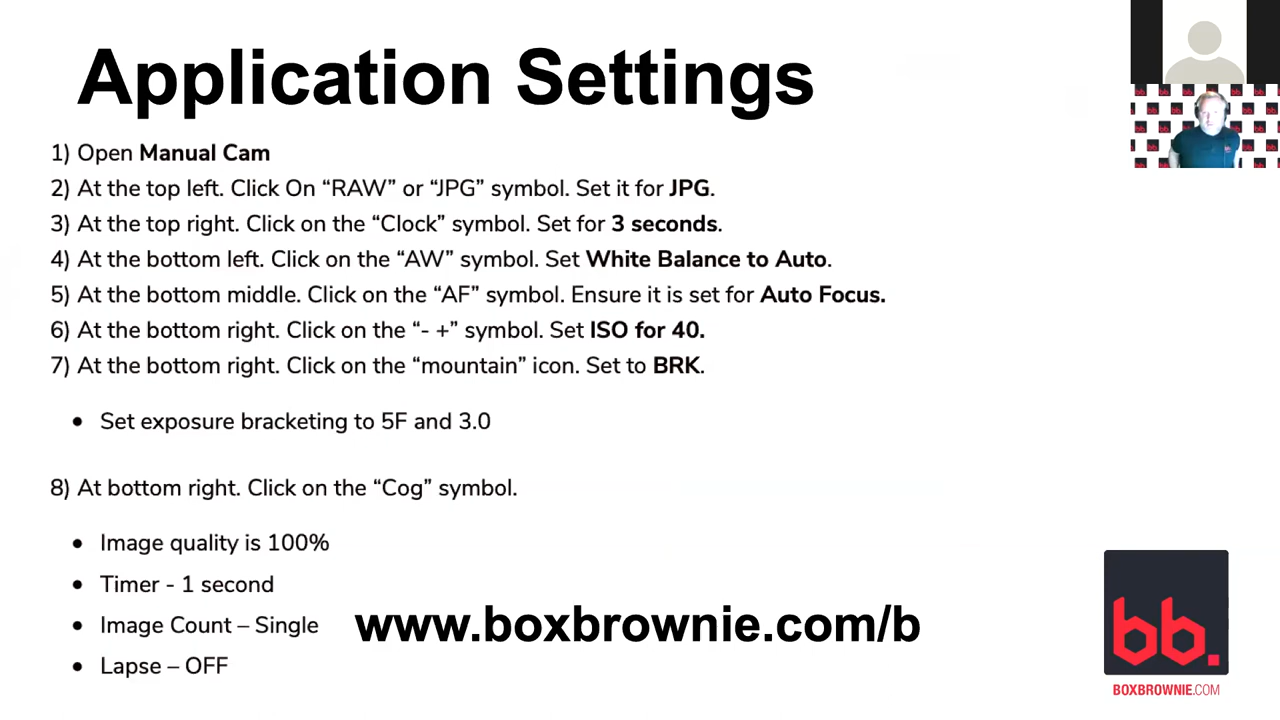 Application Settings
1) Open Manual Cam
2) At the top left. Click On “RAW” or “JPG” symbol. Set it for JPG.
3) At the top right. Click on the “Clock” symbol. Set for 3 seconds.
4) At the bottom left. Click on the “AW” symbol. Set White Balance to Auto.
5) At the bottom middle. Click on the “AF” symbol. Ensure it is set for Auto Focus.
6) At the bottom right. Click on the “- +” symbol. Set ISO for 40.
7) At the bottom right. Click on the “mountain” icon. Set to BRK.
• Set exposure bracketing to 5F and 3.0
8) At bottom right. Click on the “Cog” symbol.
• Image quality is 100%
• Timer - 1 second
• Image Count – Single
• Lapse – OFF
www.boxbrownie.com/b
bb.
BOXBROWNIE.COM